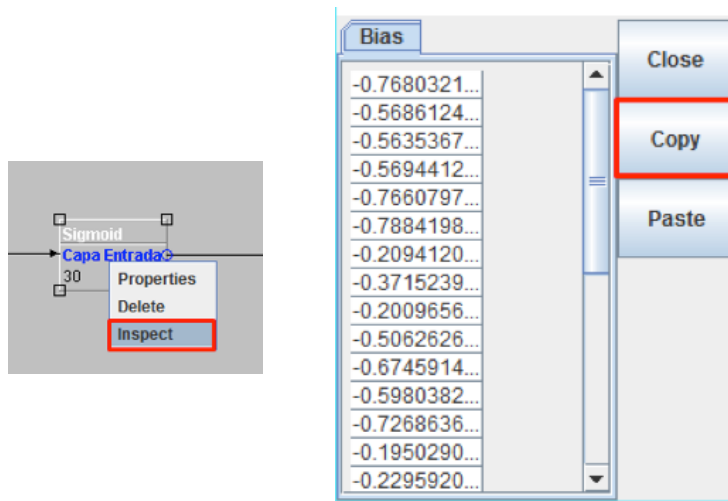 Sigmoid
Capa Entrada
30
Properties
Delete
Inspect
Bias
-0.7680321...
-0.5686124...
-0.5635367...
-0.5694412...
-0.7660797...
-0.7884198...
-0.2094120...
-0.3715239...
-0.2009656...
-0.5062626...
-0.6745914...
-0.5980382...
-0.7268636...
-0.1950290...
-0.2295920...
Close
Copy
Paste